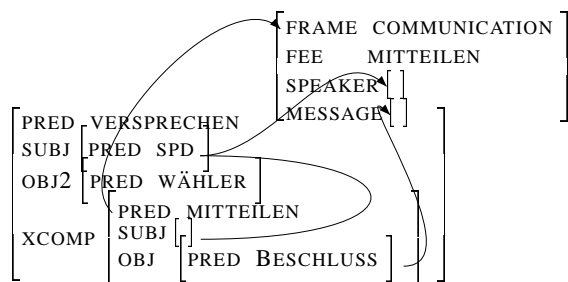 FRAME COMMUNICATION
FEE MITTEILEN
SPEAKER [ ]
MESSAGE [ ]
PRED VERSPRECHEN
SUBJ [PRED SPD]
OBJ2 [PRED WÄHLER]
PRED MITTEILEN
SUBJ [ ]
XCOMP
OBJ [PRED BESCHLUSS]